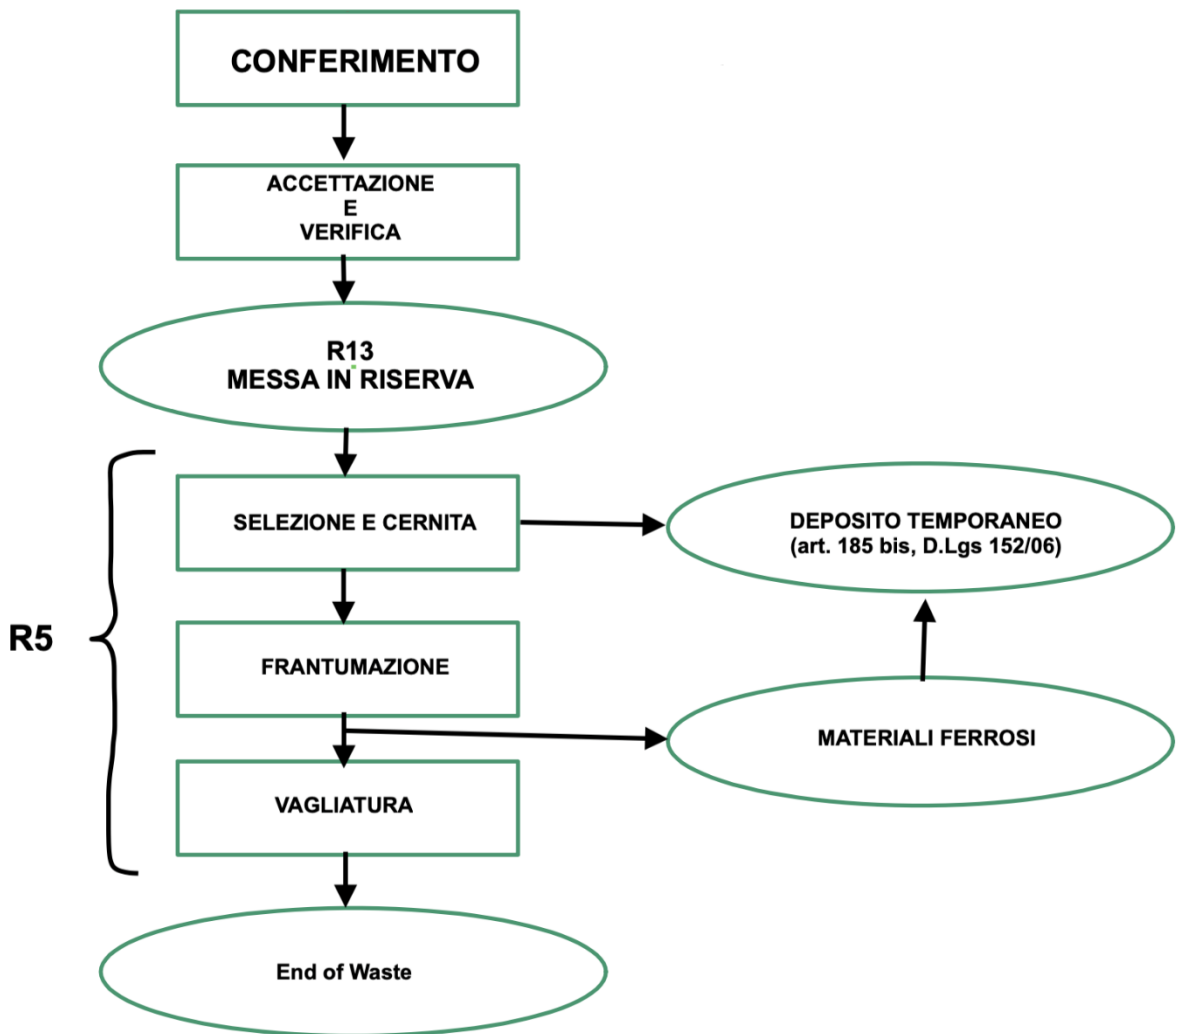 CONFERIMENTO
ACCETTAZIONE
E
VERIFICA
R13
MESSA IN RISERVA
SELEZIONE E CERNITA
DEPOSITO TEMPORANEO
(art. 185 bis, D.Lgs 152/06)
R5
FRANTUMAZIONE
MATERIALI FERROSI
VAGLIATURA
End of Waste